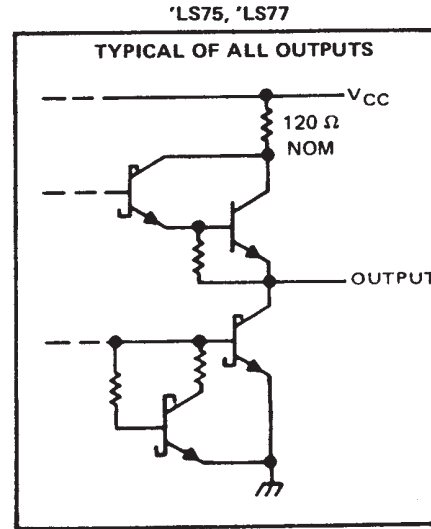 'LS75, 'LS77
TYPICAL OF ALL OUTPUTS
VCC
120 Ω
NOM
OUTPUT